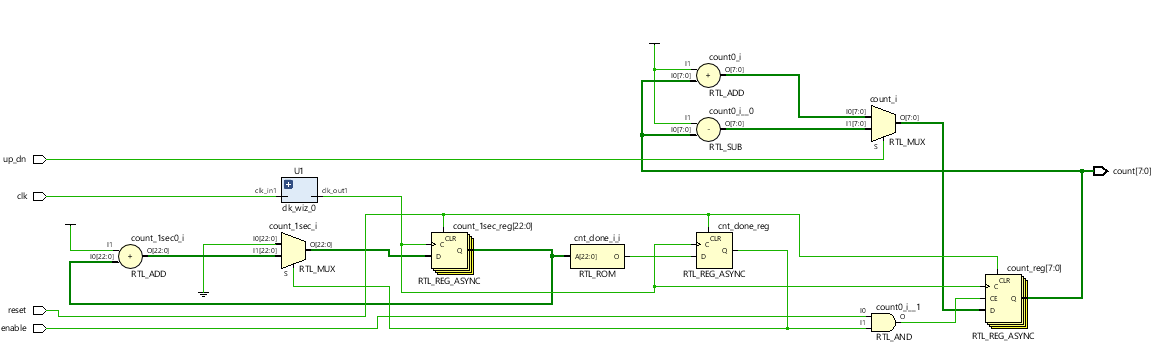 count0_i
I1
I0[7:0]
O[7:0]
+
RTL_ADD
count0_i__0
I1
I0[7:0]
O[7:0]
-
RTL_SUB
count_i
I0[7:0]
I1[7:0]
O[7:0]
S
RTL_MUX
up_dn
count[7:0]
U1
clk
clk_in1
clk_out1
clk_wiz_0
count_1sec0_i
I1
I0[22:0]
O[22:0]
+
RTL_ADD
count_1sec_i
I0[22:0]
I1[22:0]
O[22:0]
S
RTL_MUX
count_1sec_reg[22:0]
CLR
C
D
Q
RTL_REG_ASYNC
cnt_done_i_i
A[22:0]
O
RTL_ROM
cnt_done_reg
CLR
C
D
Q
RTL_REG_ASYNC
count_reg[7:0]
CLR
C
CE
D
Q
RTL_REG_ASYNC
reset
enable
count0_i__1
I0
I1
O
RTL_AND